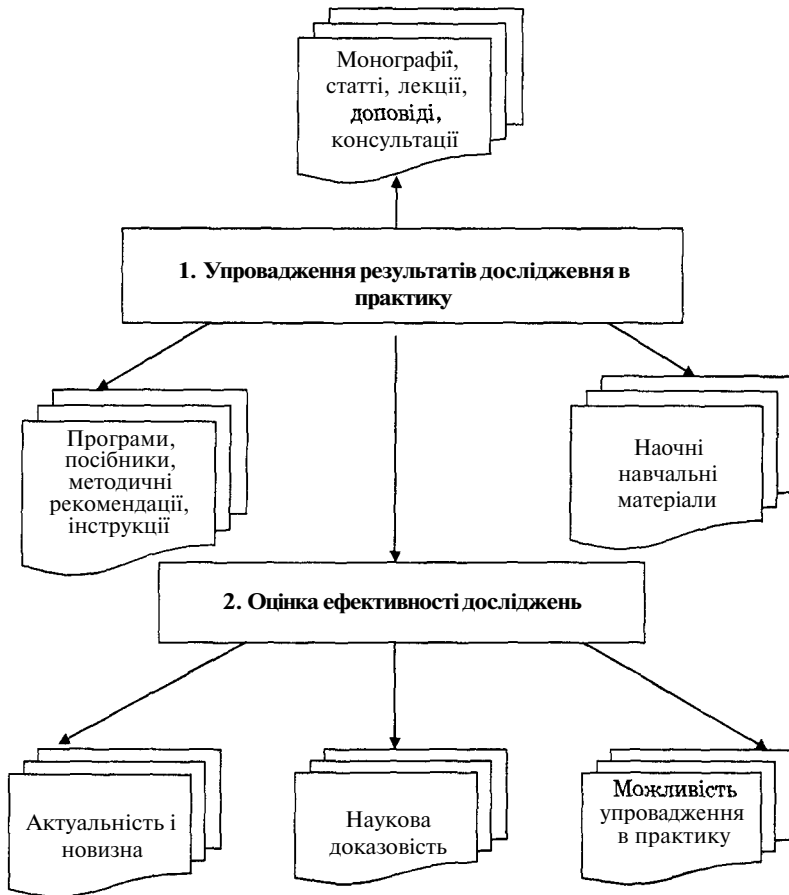 Монографії,
статті, лекції,
доповіді,
консультації
1. Упровадження результатів досліджевня в
практику
Програми,
посібники,
методичні
рекомендації,
інструкції
Наочні
навчальні
матеріали
2. Оцінка ефективності досліджень
Актуальність і
новизна
Наукова
доказовість
Можливість
упровадження
в практику